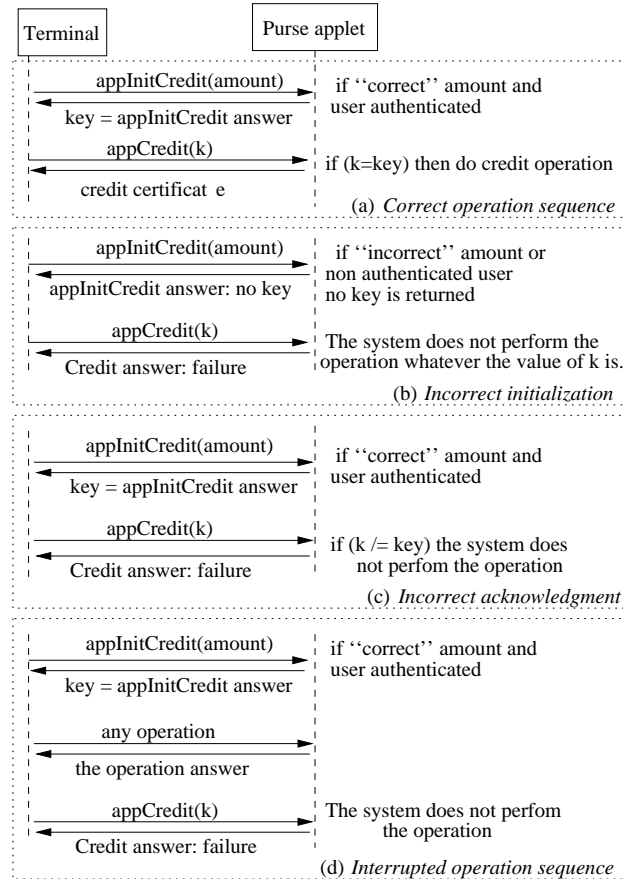 Terminal
Purse applet
appInitCredit(amount)
if ‘‘correct’’ amount and
user authenticated
key = appInitCredit answer
appCredit(k)
if (k=key) then do credit operation
credit certificat e
(a) Correct operation sequence
appInitCredit(amount)
if ‘‘incorrect’’ amount or
non authenticated user
no key is returned
appInitCredit answer: no key
appCredit(k)
The system does not perform the
operation whatever the value of k is.
Credit answer: failure
(b) Incorrect initialization
appInitCredit(amount)
if ‘‘correct’’ amount and
user authenticated
key = appInitCredit answer
appCredit(k)
if (k /= key) the system does
not perfom the operation
Credit answer: failure
(c) Incorrect acknowledgment
appInitCredit(amount)
if ‘‘correct’’ amount and
user authenticated
key = appInitCredit answer
any operation
the operation answer
appCredit(k)
The system does not perfom
the operation
Credit answer: failure
(d) Interrupted operation sequence